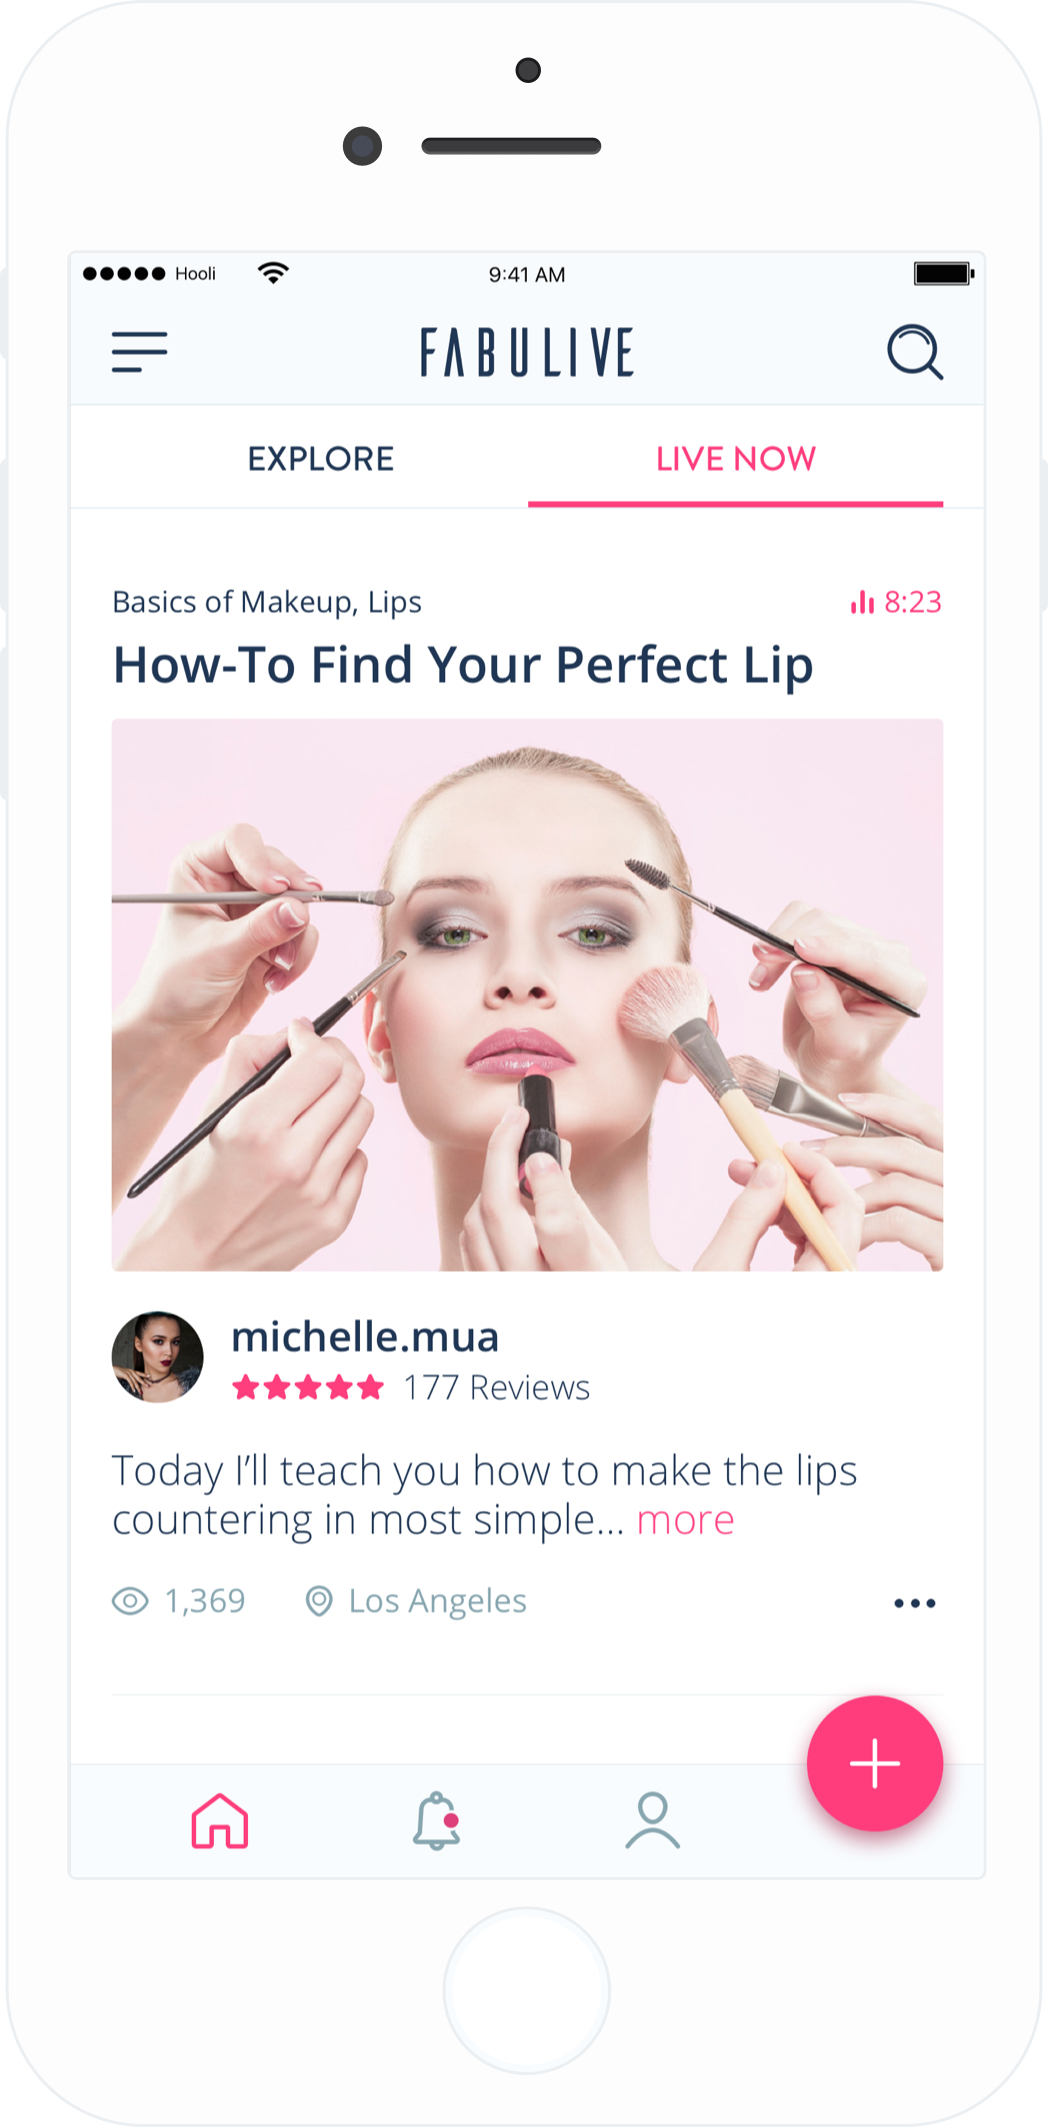 Hooli 9:41 AM
FABULIVE
EXPLORE LIVE NOW
Basics of Makeup, Lips 8:23
How-To Find Your Perfect Lip
michelle.mua
177 Reviews
Today I'll teach you how to make the lips
countering in most simple... more
1,369 Los Angeles